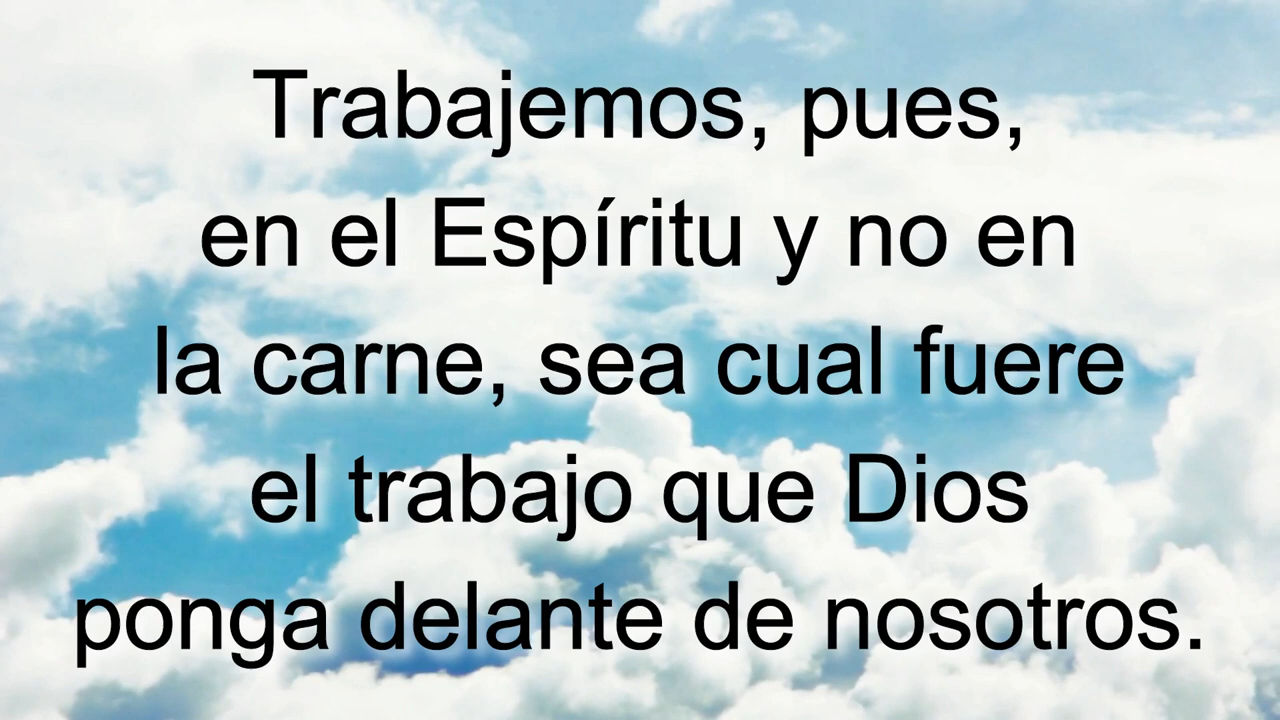 Trabajemos, pues,
en el Espíritu y no en
la carne, sea cual fuere
el trabajo que Dios
ponga delante de nosotros.